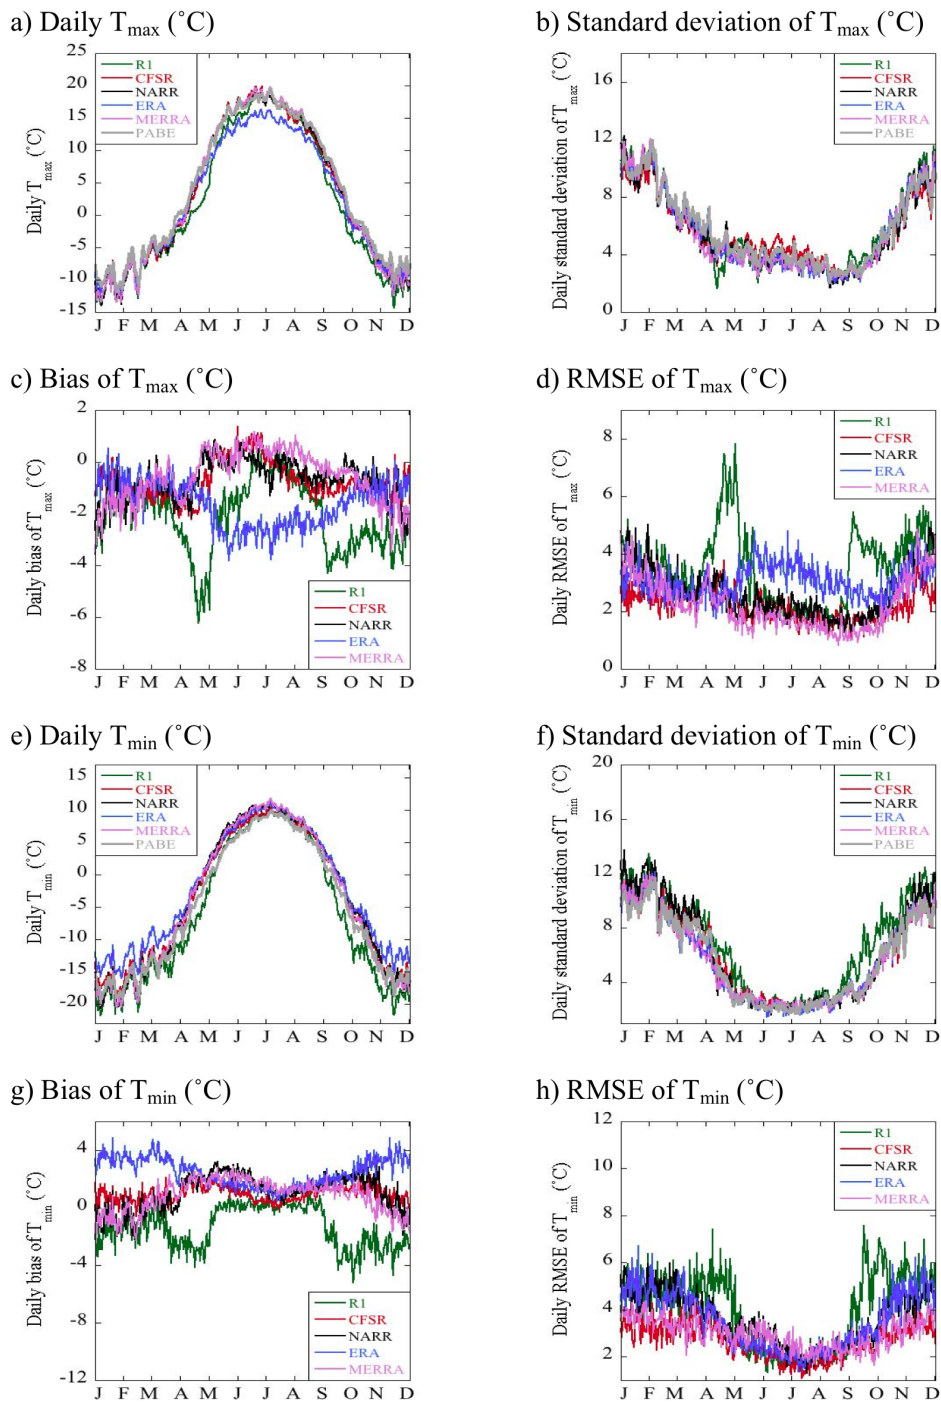 a) Daily Tmax (˚C)
b) Standard deviation of Tmax (˚C)
25
20
15
10
5
0
-5
-10
-15
Daily Tmax (˚C)
R1
CFSR
NARR
ERA
MERRA
PABE
J F M A M J J A S O N D
16
12
8
4
0
Daily standard deviation of Tmax (˚C)
R1
CFSR
NARR
ERA
MERRA
PABE
J F M A M J J A S O N D
c) Bias of Tmax (˚C)
d) RMSE of Tmax (˚C)
2
0
-2
-4
-6
-8
Daily bias of Tmax (˚C)
R1
CFSR
NARR
ERA
MERRA
J F M A M J J A S O N D
8
6
4
2
0
Daily RMSE of Tmax (˚C)
R1
CFSR
NARR
ERA
MERRA
J F M A M J J A S O N D
e) Daily Tmin (˚C)
f) Standard deviation of Tmin (˚C)
15
10
5
0
-5
-10
-15
-20
Daily Tmin (˚C)
R1
CFSR
NARR
ERA
MERRA
PABE
J F M A M J J A S O N D
20
16
12
8
4
Daily standard deviation of Tmin (˚C)
R1
CFSR
NARR
ERA
MERRA
PABE
J F M A M J J A S O N D
g) Bias of Tmin (˚C)
h) RMSE of Tmin (˚C)
4
0
-4
-8
-12
Daily bias of Tmin (˚C)
R1
CFSR
NARR
ERA
MERRA
J F M A M J J A S O N D
12
10
8
6
4
2
Daily RMSE of Tmin (˚C)
R1
CFSR
NARR
ERA
MERRA
J F M A M J J A S O N D